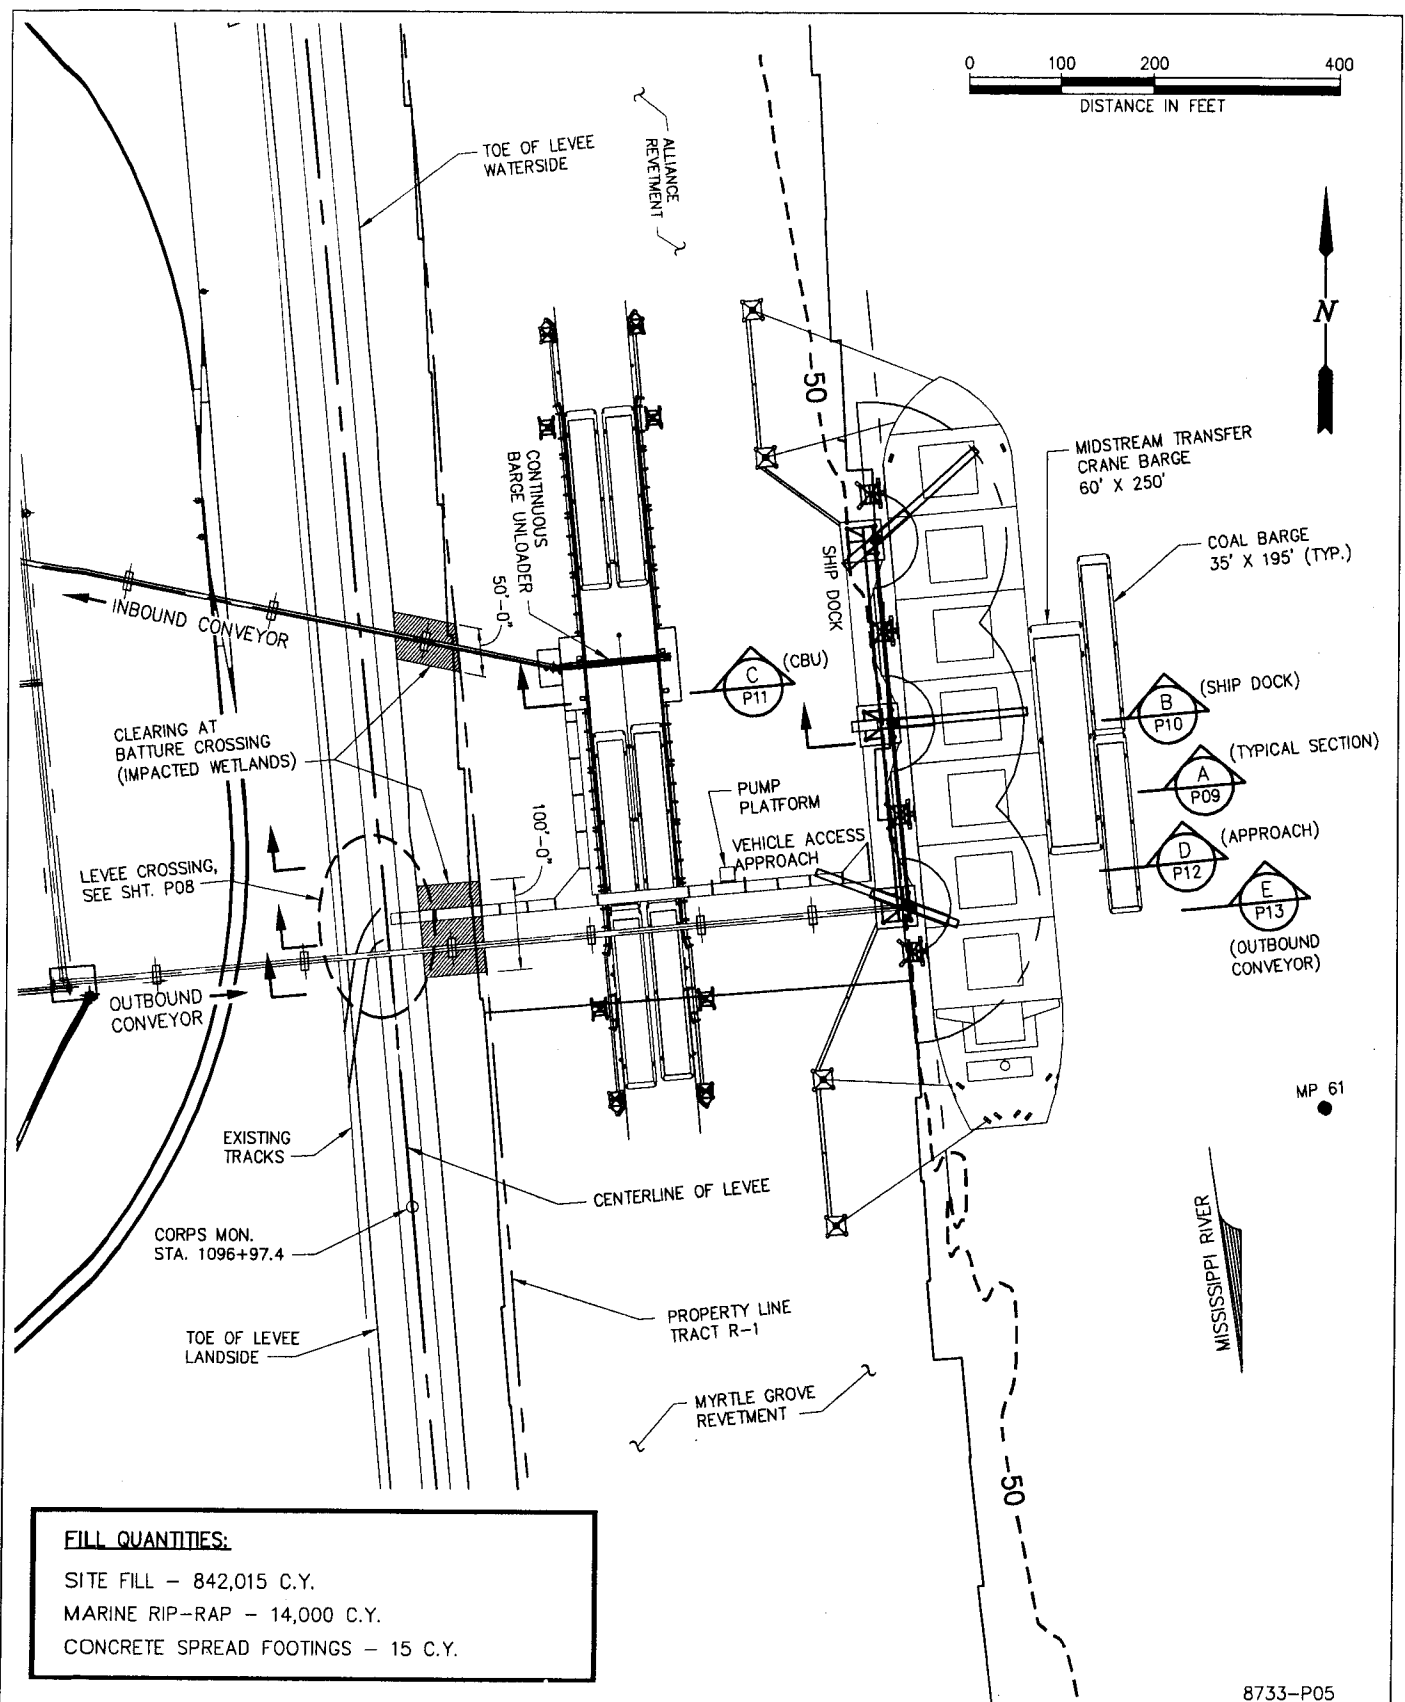 0 100 200 400
DISTANCE IN FEET
TOE OF LEVEE
WATERSIDE
ALLIANCE
REVETMENT
N
50
MIDSTREAM TRANSFER
CRANE BARGE
60' X 250'
COAL BARGE
35' X 195' (TYP.)
CONTINUOUS
BARGE UNLOADER
50'-0"
SHIP DOCK
INBOUND CONVEYOR
C
P11
(CBU)
B
P10
(SHIP DOCK)
CLEARING AT
BATTURE CROSSING
(IMPACTED WETLANDS)
A
P09
(TYPICAL SECTION)
PUMP
PLATFORM
100'-0"
VEHICLE ACCESS
APPROACH
D
P12
(APPROACH)
LEVEE CROSSING,
SEE SHT. P08
E
P13
(OUTBOUND
CONVEYOR)
OUTBOUND
CONVEYOR
MP 61
EXISTING
TRACKS
CENTERLINE OF LEVEE
CORPS MON.
STA. 1096+97.4
MISSISSIPPI RIVER
PROPERTY LINE
TRACT R-1
TOE OF LEVEE
LANDSIDE
MYRTLE GROVE
REVETMENT
50
FILL QUANTITIES:
SITE FILL - 842,015 C.Y.
MARINE RIP-RAP - 14,000 C.Y.
CONCRETE SPREAD FOOTINGS - 15 C.Y.
8733-P05